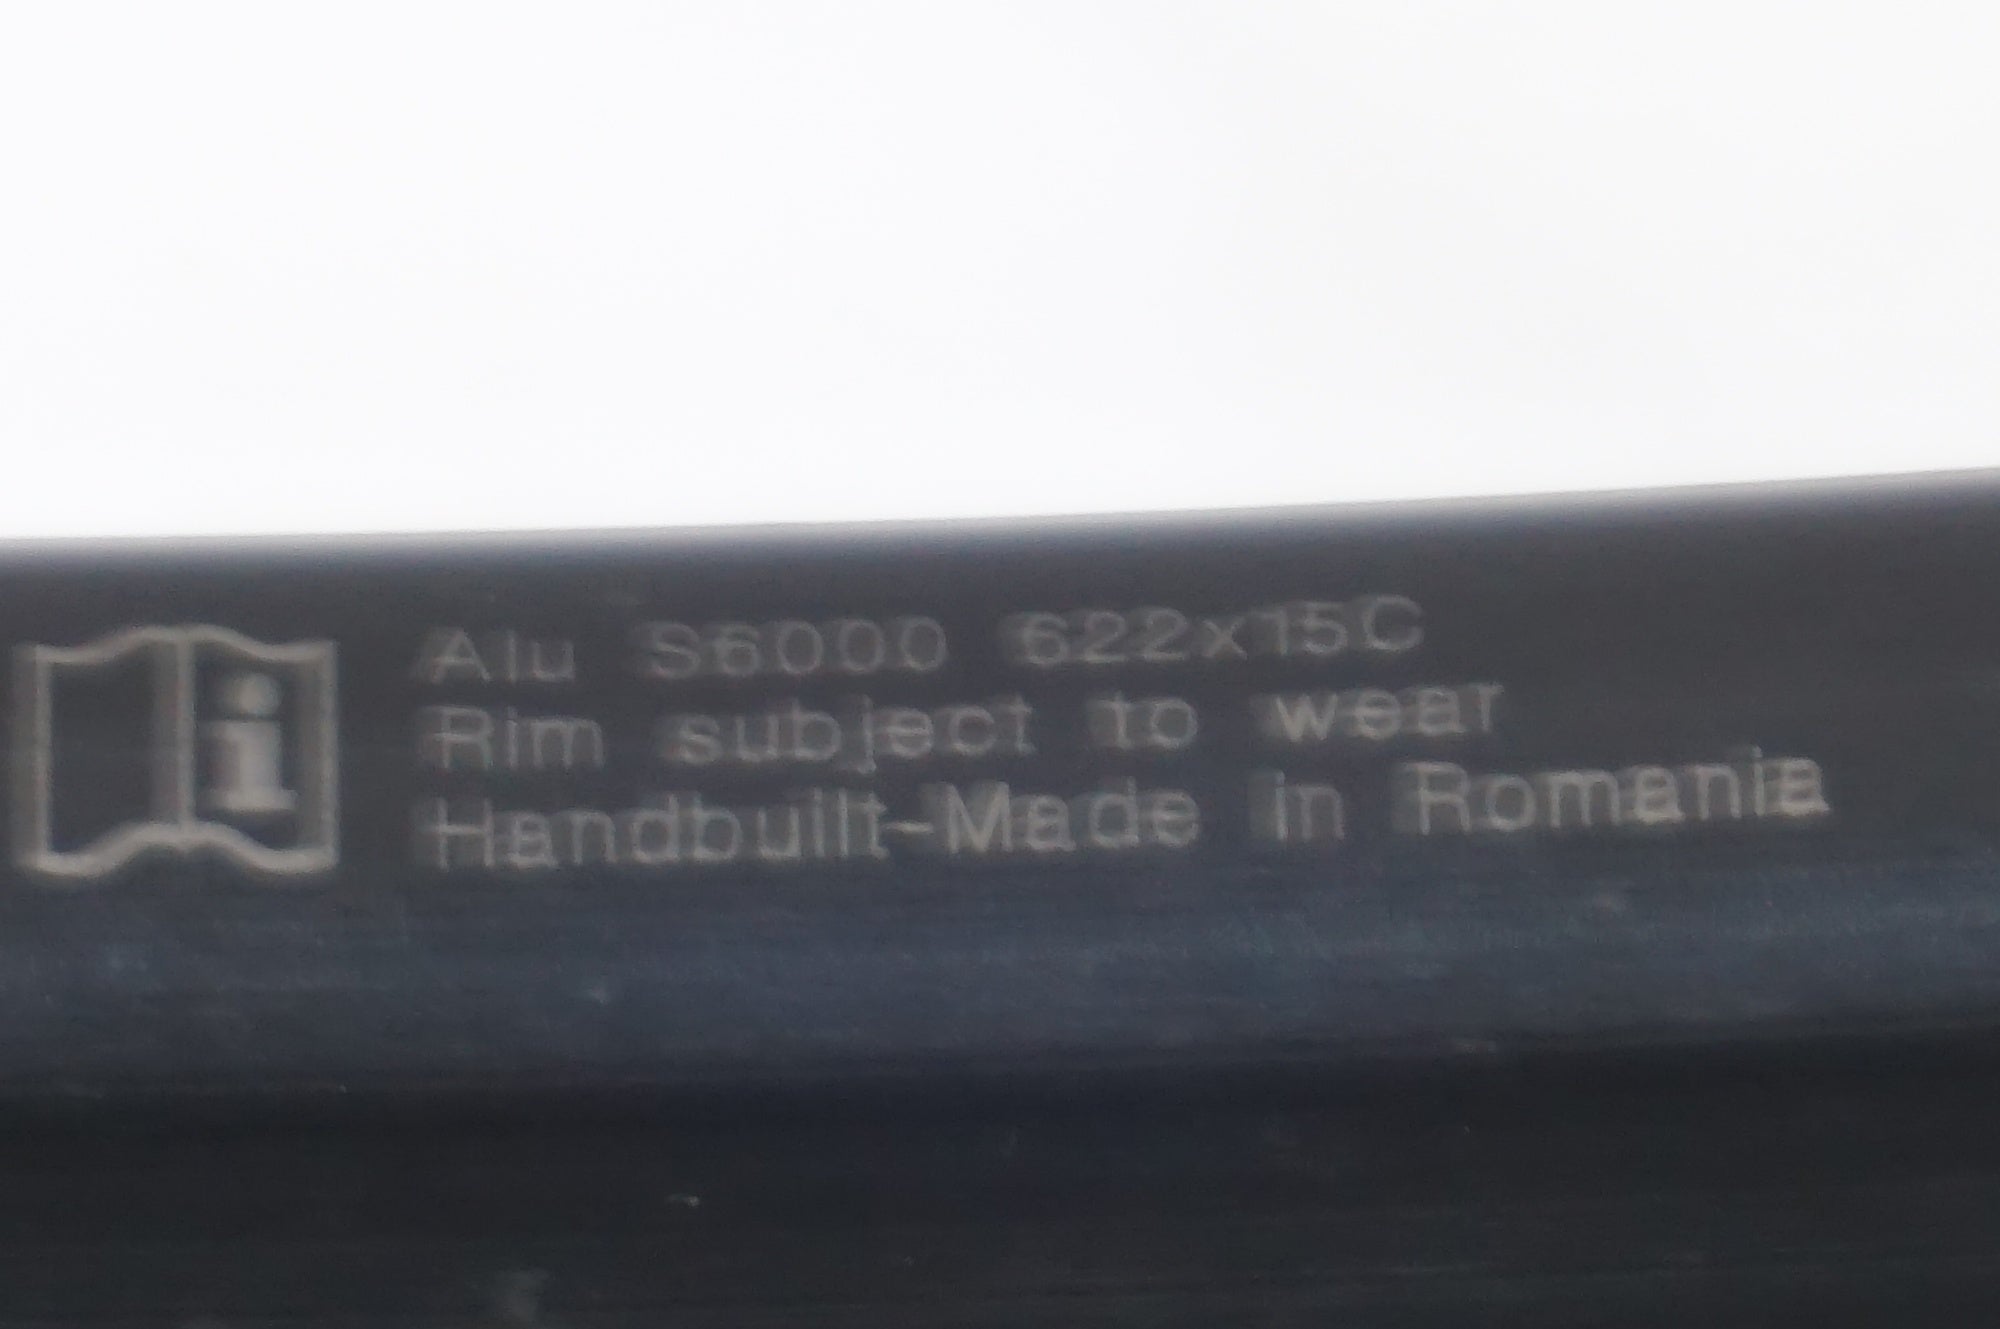 Alu S6000 622x15C
Rim subject to wear
Handbuilt-Made in Romania